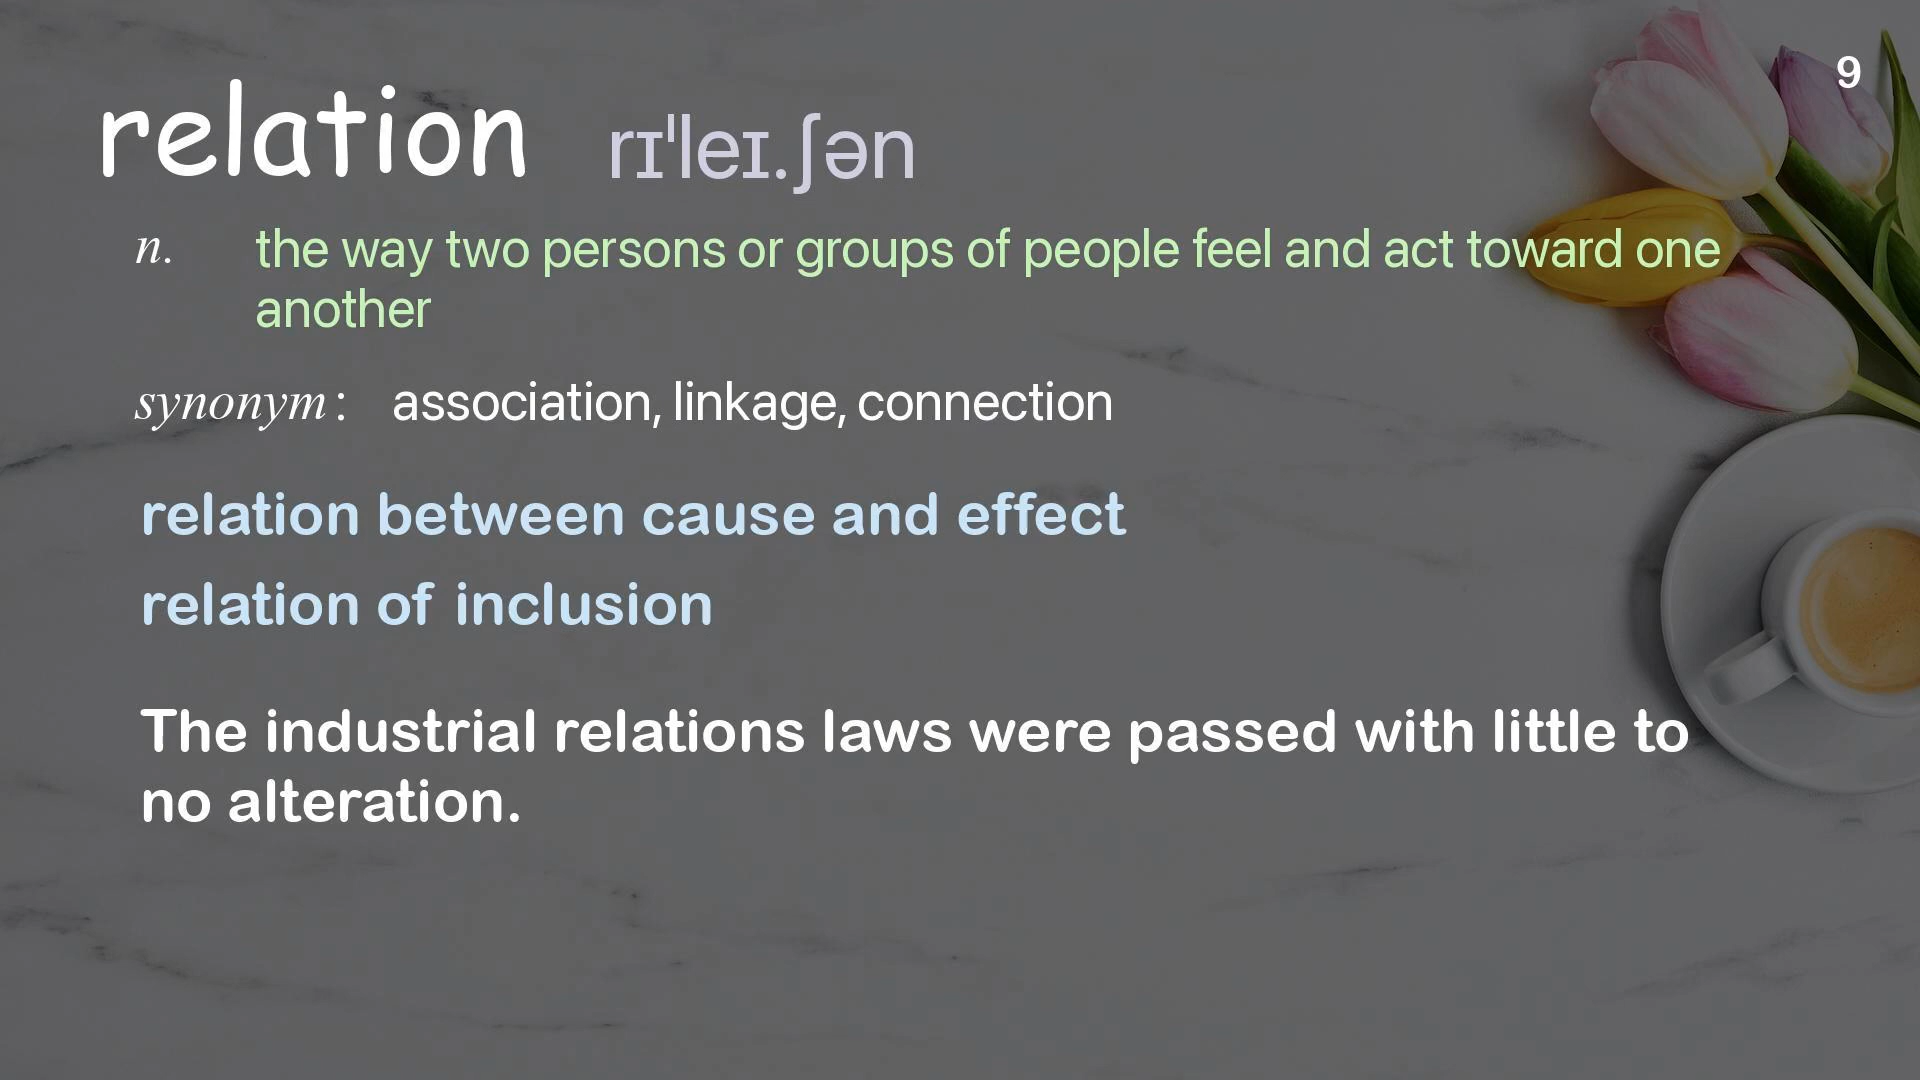 9
relation rɪˈleɪ.ʃən
n. the way two persons or groups of people feel and act toward one
another
synonym: association, linkage, connection
relation between cause and effect
relation of inclusion
The industrial relations laws were passed with little to
no alteration.